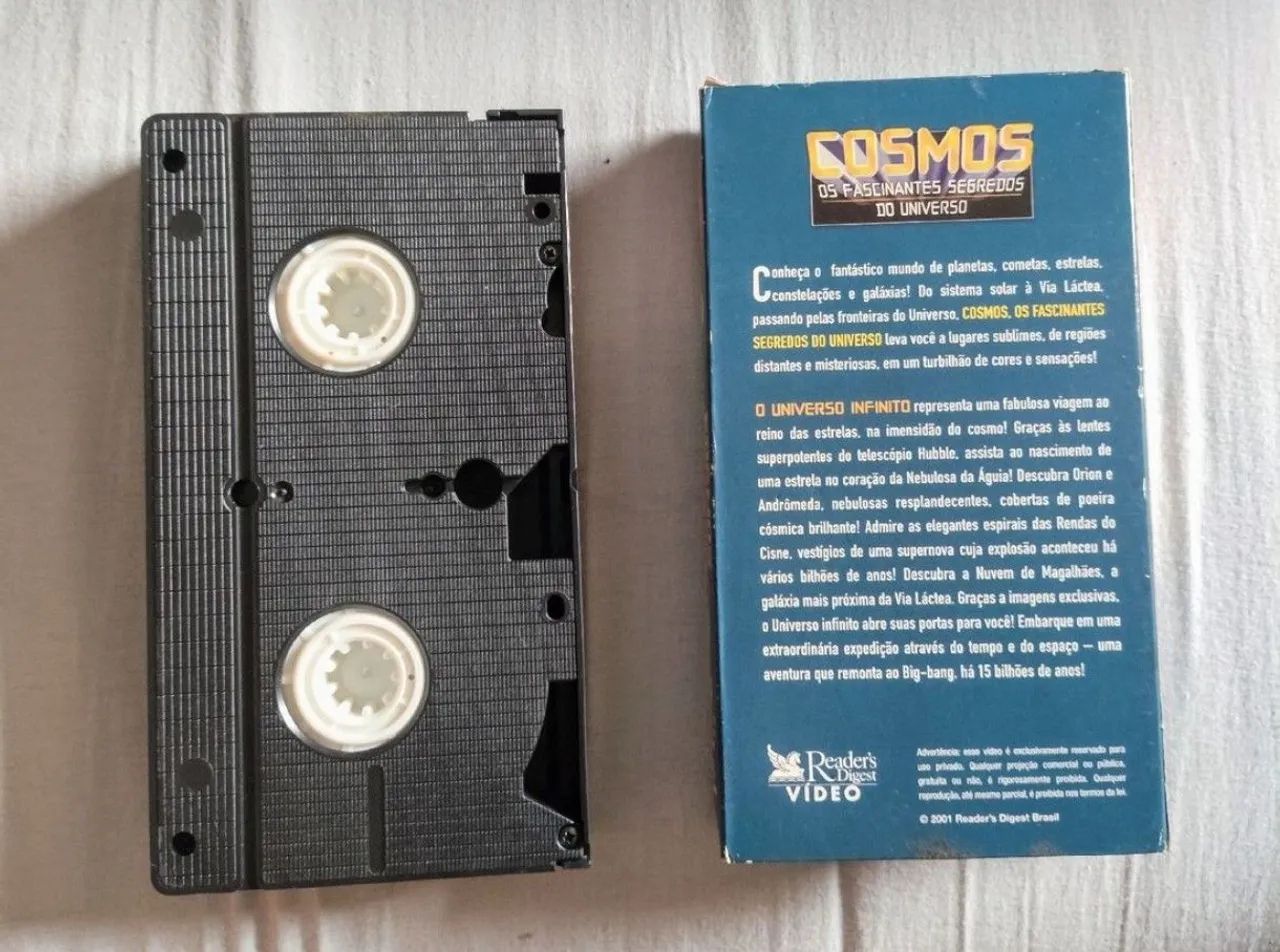 COSMOS
OS FASCINANTES SEGREDOS
DO UNIVERSO
Conheça o fantástico mundo de planetas, cometas, estrelas,
constelações e galáxias! Do sistema solar à Via Láctea,
passando pelas fronteiras do Universo, COSMOS, OS FASCINANTES
SEGREDOS DO UNIVERSO leva você a lugares sublimes, de regiões
distantes e misteriosas, em um turbilhão de cores e sensações!
O UNIVERSO INFINITO representa uma fabulosa viagem ao
reino das estrelas, na imensidão do cosmo! Graças às lentes
superpotentes do telescópio Hubble, assista ao nascimento de
uma estrela no coração da Nebulosa da Águia! Descubra Orion e
Andrômeda, nebulosas resplandecentes, cobertas de poeira
cósmica brilhante! Admire as elegantes espirais das Rendas do
Cisne, vestígios de uma supernova cuja explosão aconteceu há
vários bilhões de anos! Descubra a Nuvem de Magalhães, a
galáxia mais próxima da Via Láctea. Graças a imagens exclusivas,
o Universo infinito abre suas portas para você! Embarque em uma
extraordinária expedição através do tempo e do espaço – uma
aventura que remonta ao Big-bang, há 15 bilhões de anos!
Reader's
Digest
VÍDEO
Advertência: esse vídeo é exclusivamente reservado para
uso privado. Qualquer projeção comercial ou pública,
gratuita ou não, é rigorosamente proibida. Qualquer
reprodução, até mesmo parcial, é proibida nos termos da lei.
© 2001 Reader's Digest Brasil